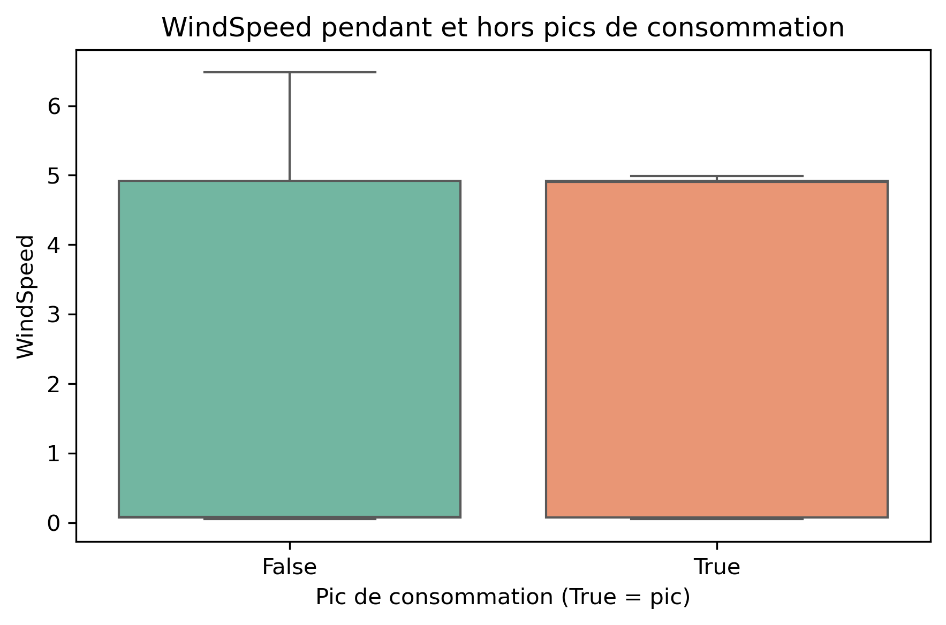 WindSpeed pendant et hors pics de consommation
6
5
4
3
2
1
0
WindSpeed
False
True
Pic de consommation (True = pic)